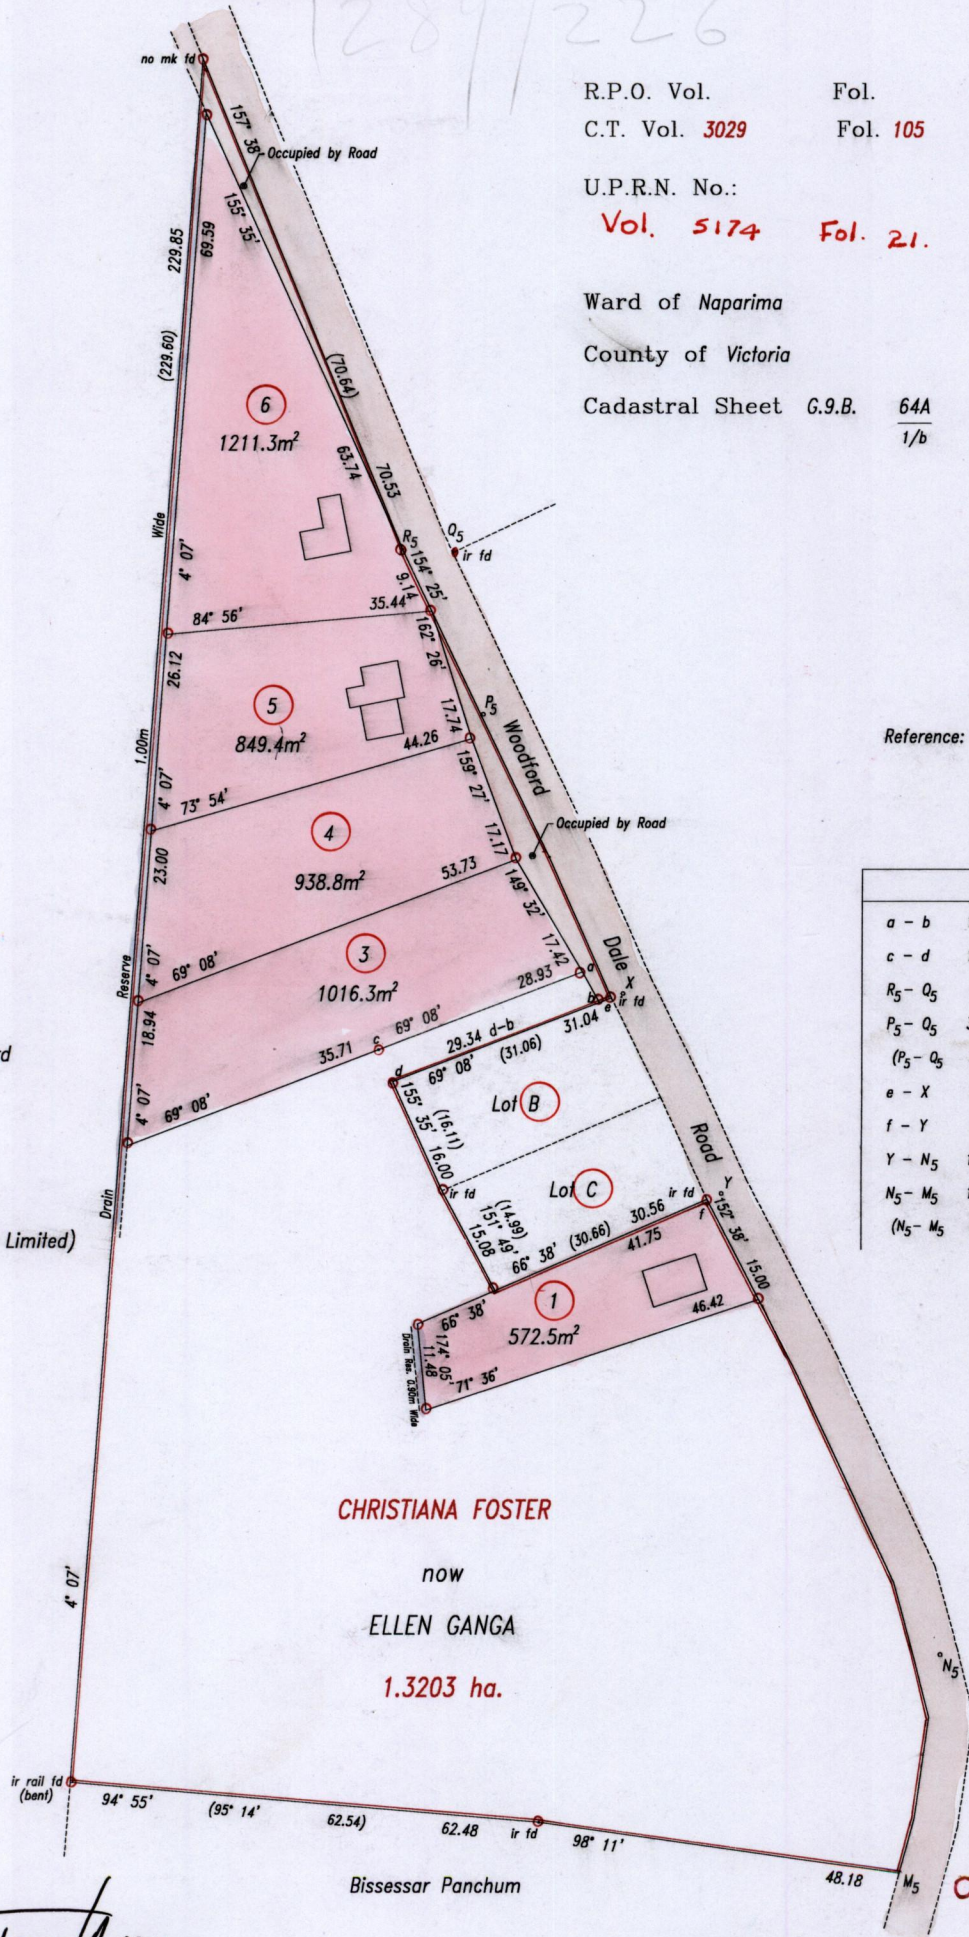 1289/226
R.P.O. Vol. Fol.
C.T. Vol. 3029 Fol. 105
U.P.R.N. No.:
Vol. 5174 Fol. 21.
Ward of Naparima
County of Victoria
Cadastral Sheet G.9.B. 64A
1/b
no mk fd
157° 38'
Occupied by Road
155° 35'
229.85
69.59
(229.60)
(70.64)
6
1211.3m²
63.74
70.53
Wide
4° 07'
R5
Q5
ir fd
154° 25'
9.14
84° 56'
35.44
162° 26'
26.12
5
849.4m²
17.74
P5
Woodford
44.26
1.00m
4° 07'
73° 54'
159° 27'
Reference:
4
938.8m²
17.17
Occupied by Road
23.00
53.73
149° 32'
4° 07'
69° 08'
Reserve
3
1016.3m²
17.42
Dale
a
28.93
X
b
e
ir fd
18.94
69° 08'
c
35.71
29.34 d-b
31.04
(31.06)
69° 08'
d
4° 07'
69° 08'
155° 35'
(16.11)
16.00
Lot B
Road
ir fd
Lot C
Drain
(14.99)
151° 49'
15.08
ir fd
Y
f
152° 38'
15.00
66° 38'
(30.66)
30.56
41.75
1
572.5m²
46.42
66° 38'
174° 05'
11.48
71° 36'
Drain Res. 0.90m Wide
rd
Limited)
a - b
c - d
R5 - Q5
P5 - Q5
(P5 - Q5
e - X
f - Y
Y - N5
N5 - M5
(N5 - M5
CHRISTIANA FOSTER
now
ELLEN GANGA
1.3203 ha.
4° 07'
N5
ir rail fd
(bent)
94° 55'
(95° 14'
62.54)
62.48
ir fd
98° 11'
48.18
M5
Bissessar Panchum